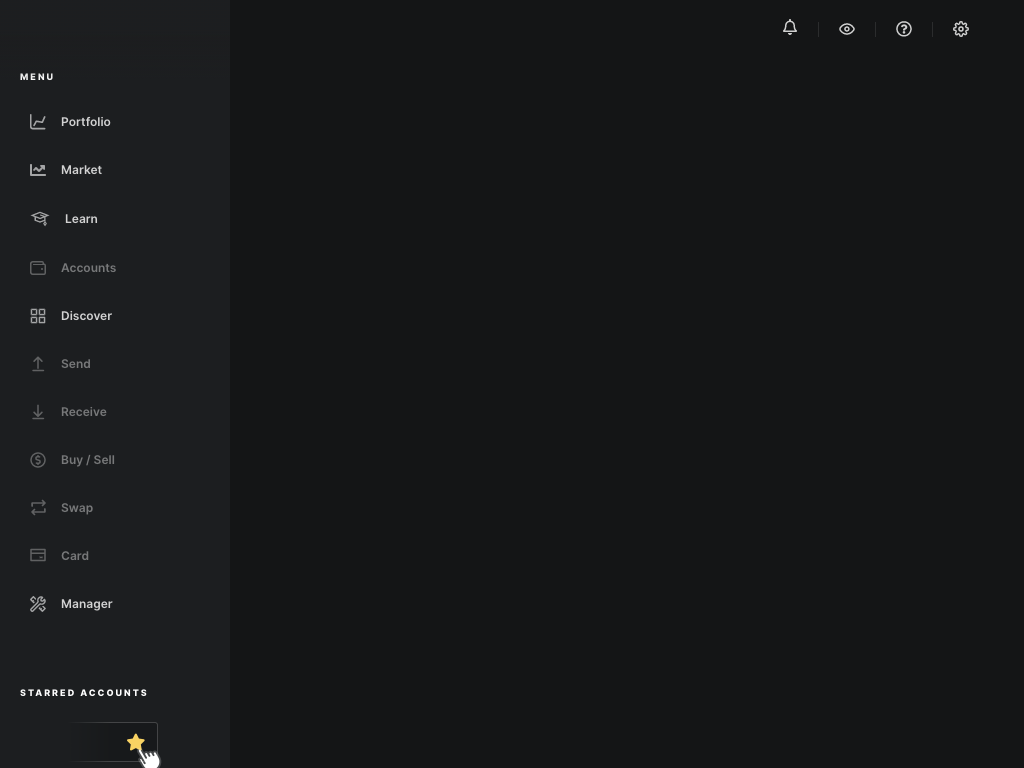 MENU
Portfolio
Market
Learn
Accounts
Discover
Send
Receive
Buy / Sell
Swap
Card
Manager
STARRED ACCOUNTS